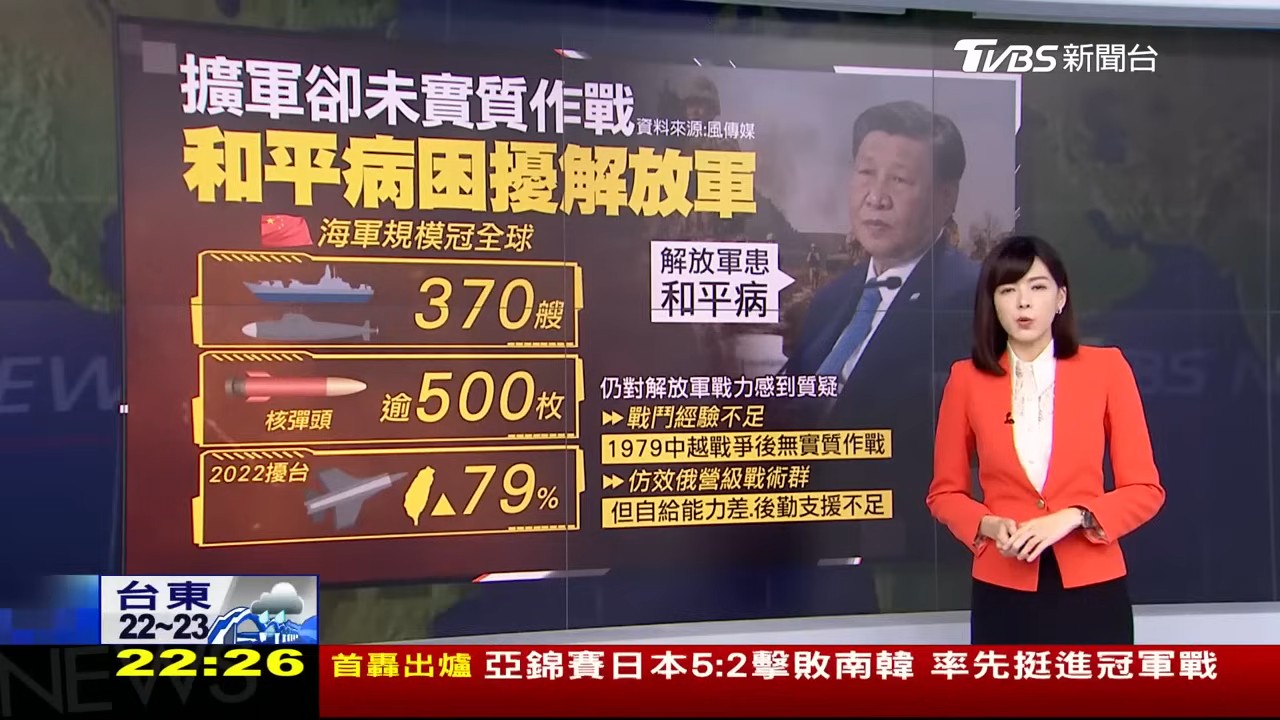 TVBS新聞台
擴軍卻未實質作戰
資料來源:風傳媒
和平病困擾解放軍
海軍規模冠全球
370艘
核彈頭
逾500枚
2022擾台
▲79%
解放軍患
和平病
仍對解放軍戰力感到質疑
戰鬥經驗不足
1979中越戰爭後無實質作戰
仿效俄營級戰術群
但自給能力差.後勤支援不足
NEWS
TVBS
台東
22~23
22:26
NEWS
首轟出爐 亞錦賽日本5:2擊敗南韓 率先挺進冠軍戰